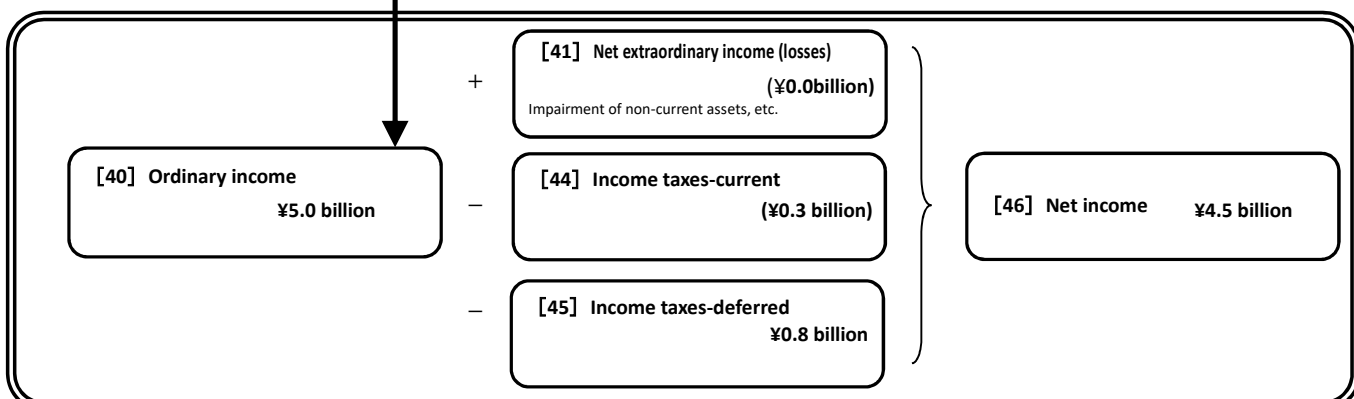 [40] Ordinary income
¥5.0 billion
+
[41] Net extraordinary income (losses)
(¥0.0billion)
Impairment of non-current assets, etc.
−
[44] Income taxes-current
(¥0.3 billion)
−
[45] Income taxes-deferred
¥0.8 billion
[46] Net income ¥4.5 billion